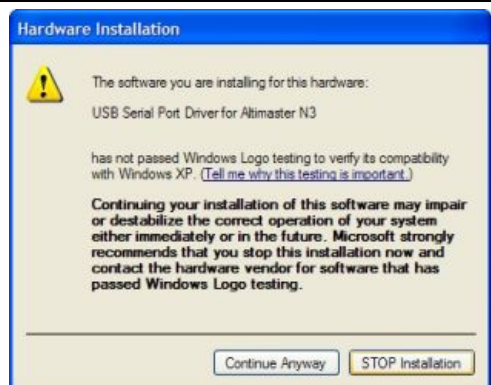 Hardware Installation
The software you are installing for this hardware:
USB Serial Port Driver for Altimaster N3
has not passed Windows Logo testing to verify its compatibility
with Windows XP. (Tell me why this testing is important.)
Continuing your installation of this software may impair
or destabilize the correct operation of your system
either immediately or in the future. Microsoft strongly
recommends that you stop this installation now and
contact the hardware vendor for software that has
passed Windows Logo testing.
Continue Anyway
STOP Installation